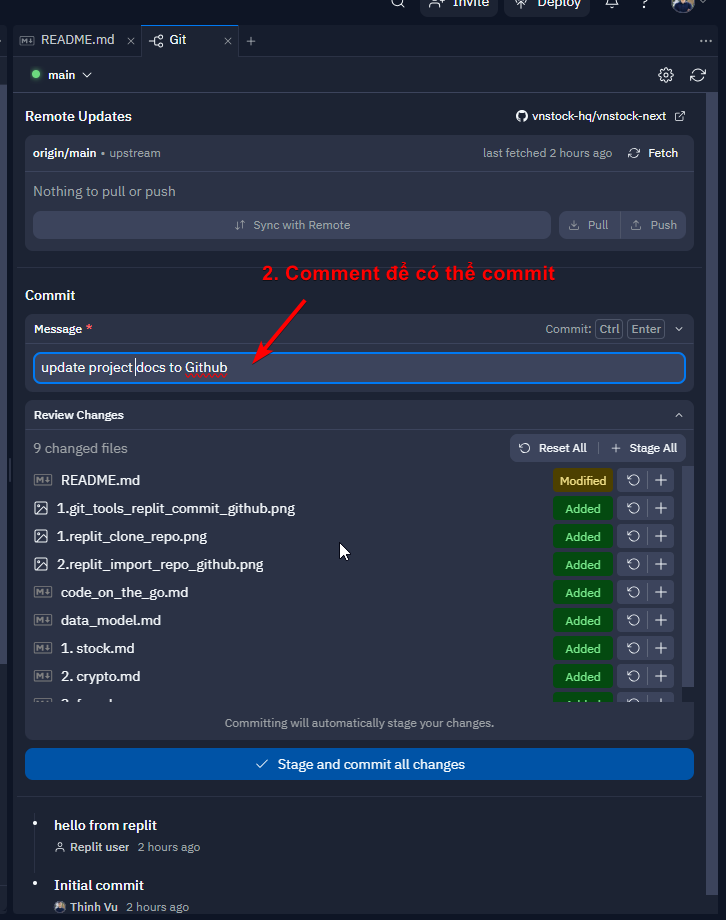 Invite
Deploy
README.md
Git
main
Remote Updates
vnstock-hq/vnstock-next
origin/main • upstream
last fetched 2 hours ago
Fetch
Nothing to pull or push
Sync with Remote
Pull
Push
2. Comment để có thể commit
Commit
Message *
Commit: Ctrl Enter
update project docs to Github
Review Changes
9 changed files
Reset All
Stage All
README.md
Modified
1.git_tools_replit_commit_github.png
Added
1.replit_clone_repo.png
Added
2.replit_import_repo_github.png
Added
code_on_the_go.md
Added
data_model.md
Added
1. stock.md
Added
2. crypto.md
Added
Committing will automatically stage your changes.
Stage and commit all changes
hello from replit
Replit user 2 hours ago
Initial commit
Thinh Vu 2 hours ago